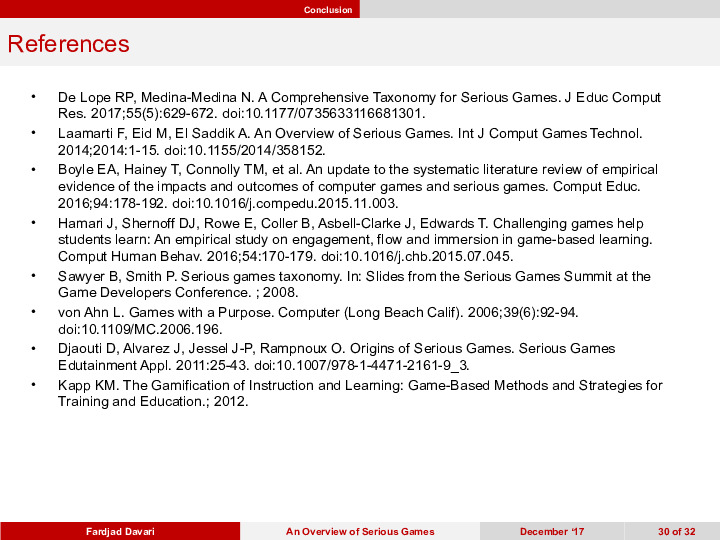 Conclusion
References
• De Lope RP, Medina-Medina N. A Comprehensive Taxonomy for Serious Games. J Educ Comput
Res. 2017;55(5):629-672. doi:10.1177/0735633116681301.
• Laamarti F, Eid M, El Saddik A. An Overview of Serious Games. Int J Comput Games Technol.
2014;2014:1-15. doi:10.1155/2014/358152.
• Boyle EA, Hainey T, Connolly TM, et al. An update to the systematic literature review of empirical
evidence of the impacts and outcomes of computer games and serious games. Comput Educ.
2016;94:178-192. doi:10.1016/j.compedu.2015.11.003.
• Hamari J, Shernoff DJ, Rowe E, Coller B, Asbell-Clarke J, Edwards T. Challenging games help
students learn: An empirical study on engagement, flow and immersion in game-based learning.
Comput Human Behav. 2016;54:170-179. doi:10.1016/j.chb.2015.07.045.
• Sawyer B, Smith P. Serious games taxonomy. In: Slides from the Serious Games Summit at the
Game Developers Conference. ; 2008.
• von Ahn L. Games with a Purpose. Computer (Long Beach Calif). 2006;39(6):92-94.
doi:10.1109/MC.2006.196.
• Djaouti D, Alvarez J, Jessel J-P, Rampnoux O. Origins of Serious Games. Serious Games
Edutainment Appl. 2011:25-43. doi:10.1007/978-1-4471-2161-9_3.
• Kapp KM. The Gamification of Instruction and Learning: Game-Based Methods and Strategies for
Training and Education.; 2012.
Fardjad Davari An Overview of Serious Games December ‘17 30 of 32